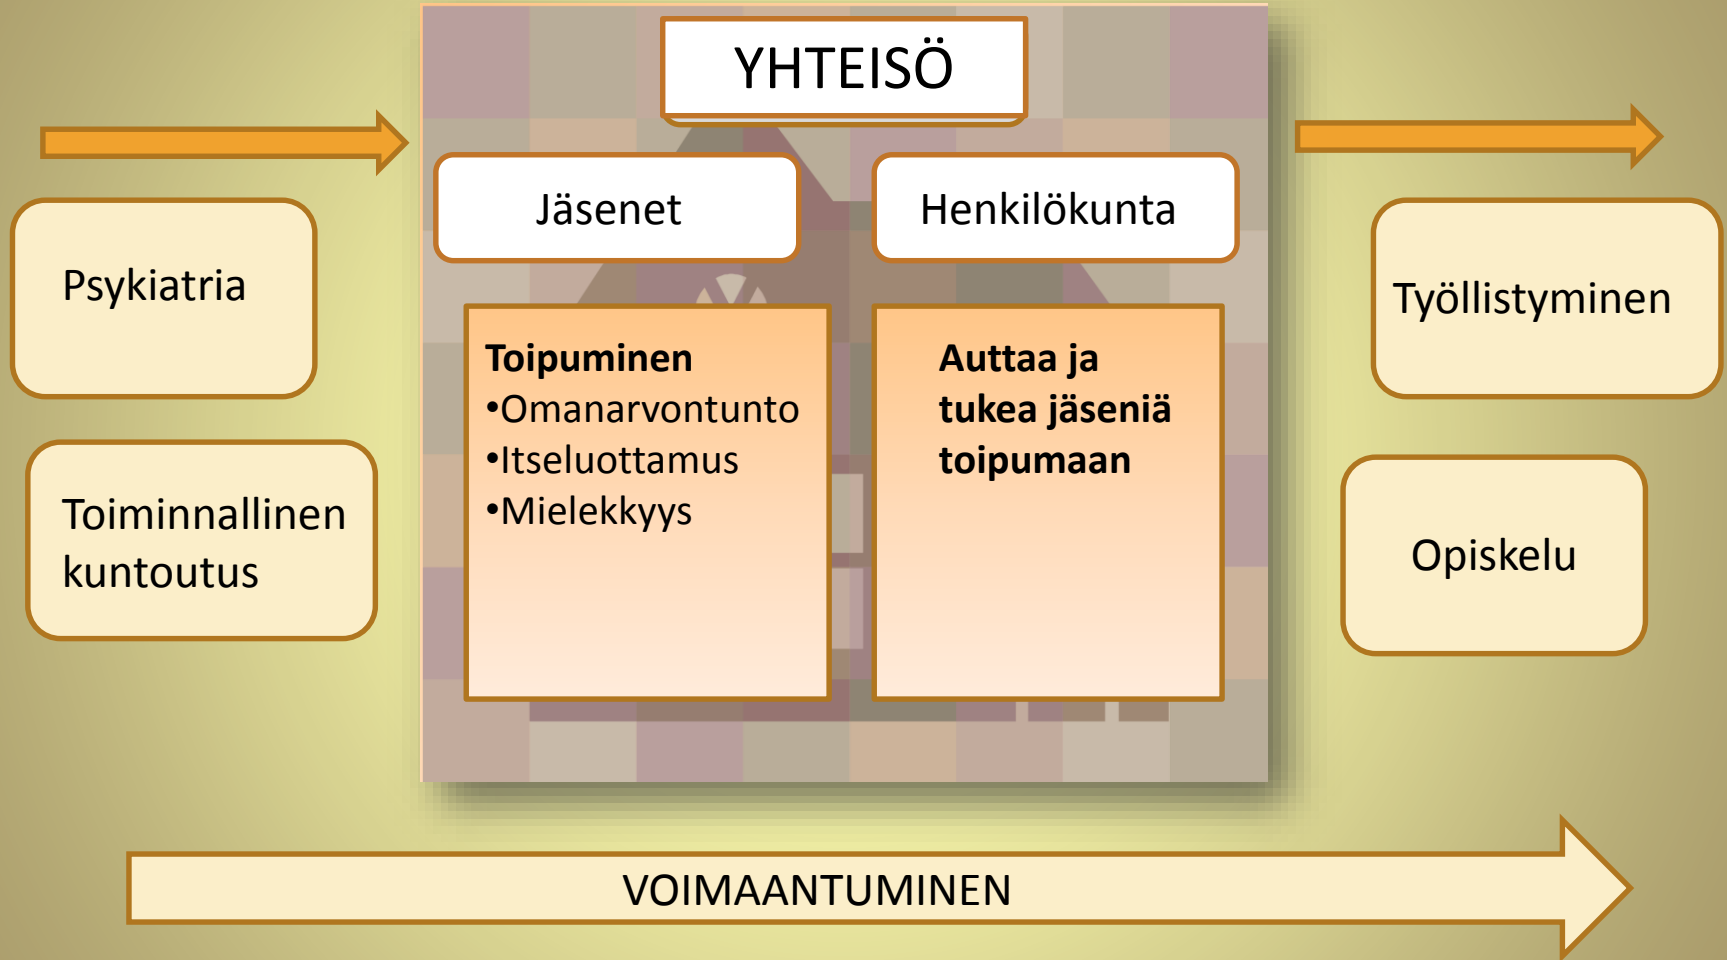 YHTEISÖ
Jäsenet
Henkilökunta
Psykiatria
Toiminnallinen
kuntoutus
Toipuminen
•Omanarvontunto
•Itseluottamus
•Mielekkyys
Auttaa ja
tukea jäseniä
toipumaan
Työllistyminen
Opiskelu
VOIMAANTUMINEN